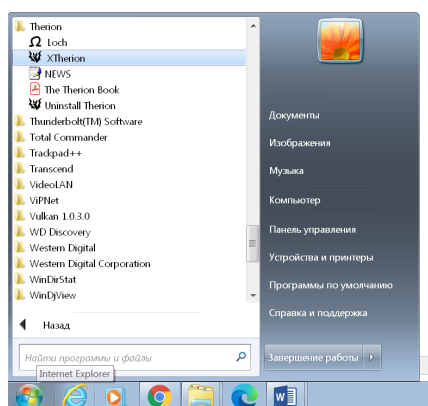 Therion
Loch
XTherion
NEWS
The Therion Book
Uninstall Therion
Thunderbolt(TM) Software
Total Commander
Trackpad++
Transcend
VideoLAN
ViPNet
Vulkan 1.0.3.0
WD Discovery
Western Digital
Western Digital Corporation
WinDirStat
WinDjView
Назад
Найти программы и файлы
Internet Explorer
Документы
Изображения
Музыка
Компьютер
Панель управления
Устройства и принтеры
Программы по умолчанию
Справка и поддержка
Завершение работы